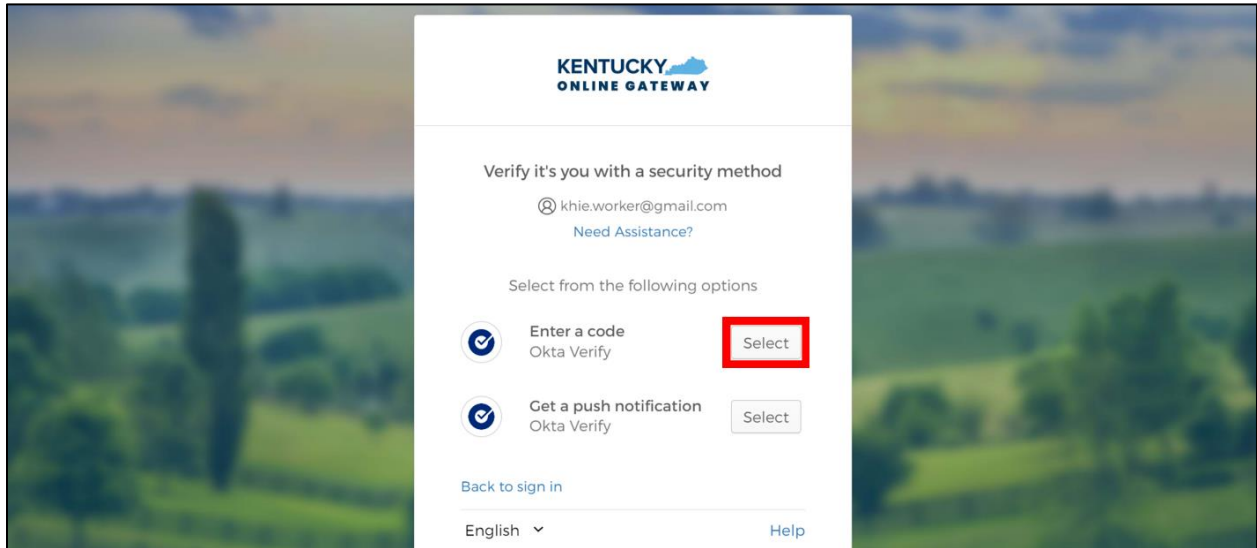 KENTUCKY
ONLINE GATEWAY
Verify it's you with a security method
khie.worker@gmail.com
Need Assistance?
Select from the following options
Enter a code
Okta Verify
Select
Get a push notification
Okta Verify
Select
Back to sign in
English
Help